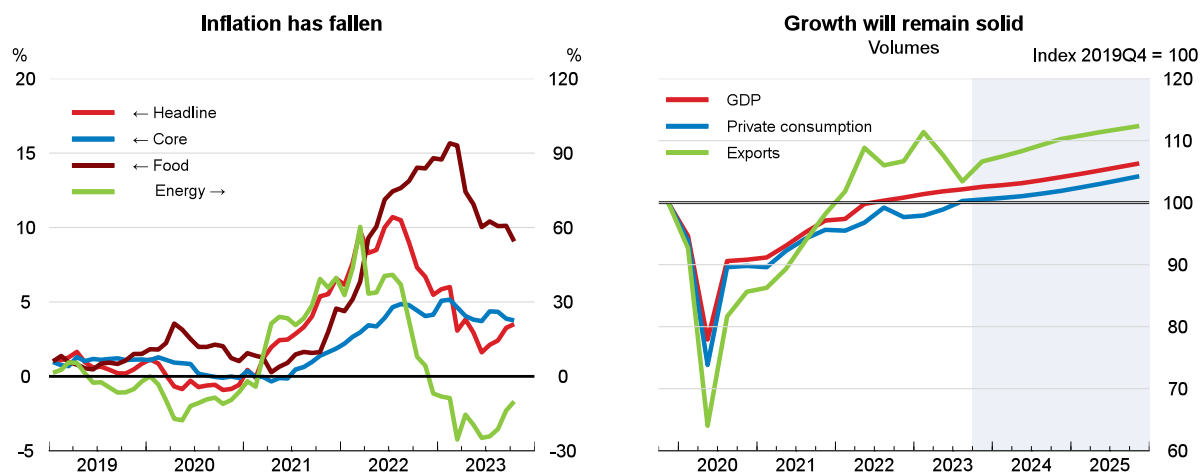 Inflation has fallen
%
%
20
120
← Headline
← Core
← Food
Energy →
15
90
10
60
5
30
0
0
-5
-30
2019
2020
2021
2022
2023
Growth will remain solid
Volumes
Index 2019Q4 = 100
120
GDP
Private consumption
Exports
110
100
90
80
70
60
2020
2021
2022
2023
2024
2025